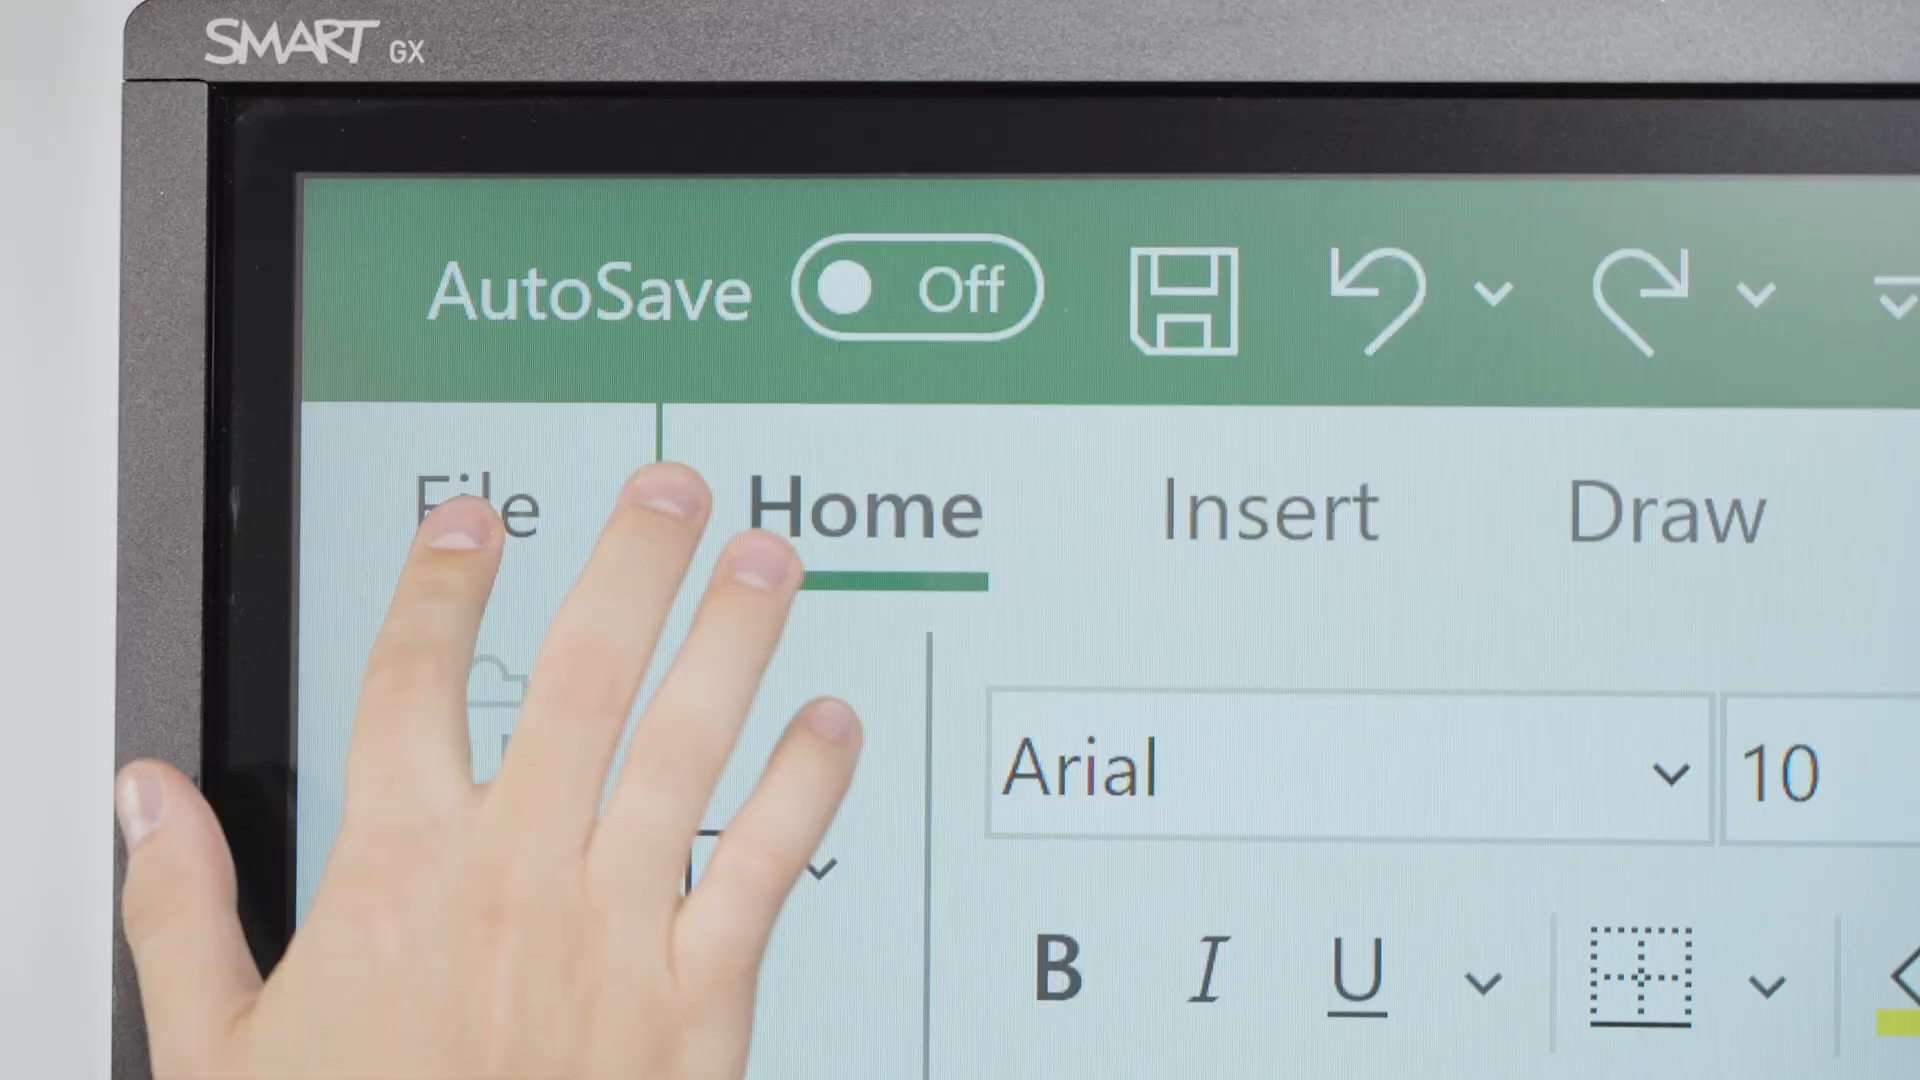 SMART GX
AutoSave Off
File Home Insert Draw
Arial 10
B I U